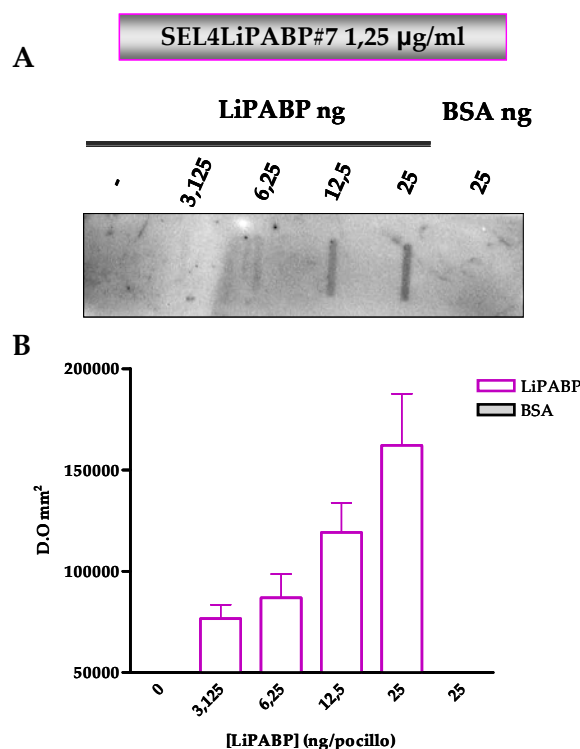 SEL4LiPABP#7 1,25 µg/ml
A
LiPABP ng BSA ng
- 3,125 6,25 12,5 25 25
B
200000
150000
100000
50000
D.O mm²
LiPABP
BSA
0 3,125 6,25 12,5 25 25
[LiPABP] (ng/pocillo)